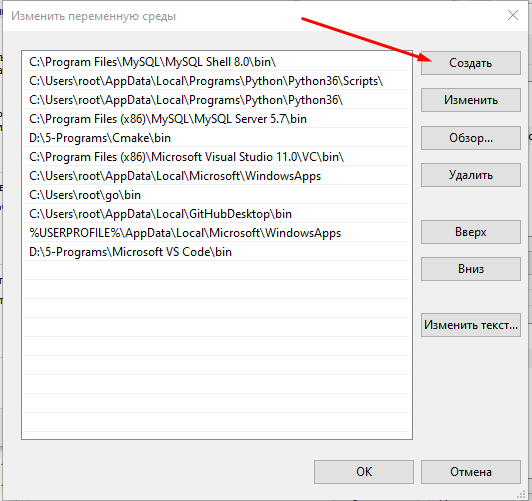 Изменить переменную среды
C:\Program Files\MySQL\MySQL Shell 8.0\bin\
C:\Users\root\AppData\Local\Programs\Python\Python36\Scripts\
C:\Users\root\AppData\Local\Programs\Python\Python36\
C:\Program Files (x86)\MySQL\MySQL Server 5.7\bin
D:\5-Programs\Cmake\bin
C:\Program Files (x86)\Microsoft Visual Studio 11.0\VC\bin\
C:\Users\root\AppData\Local\Microsoft\WindowsApps
C:\Users\root\go\bin
C:\Users\root\AppData\Local\GitHubDesktop\bin
%USERPROFILE%\AppData\Local\Microsoft\WindowsApps
D:\5-Programs\Microsoft VS Code\bin
Создать
Изменить
Обзор...
Удалить
Вверх
Вниз
Изменить текст...
ОК
Отмена